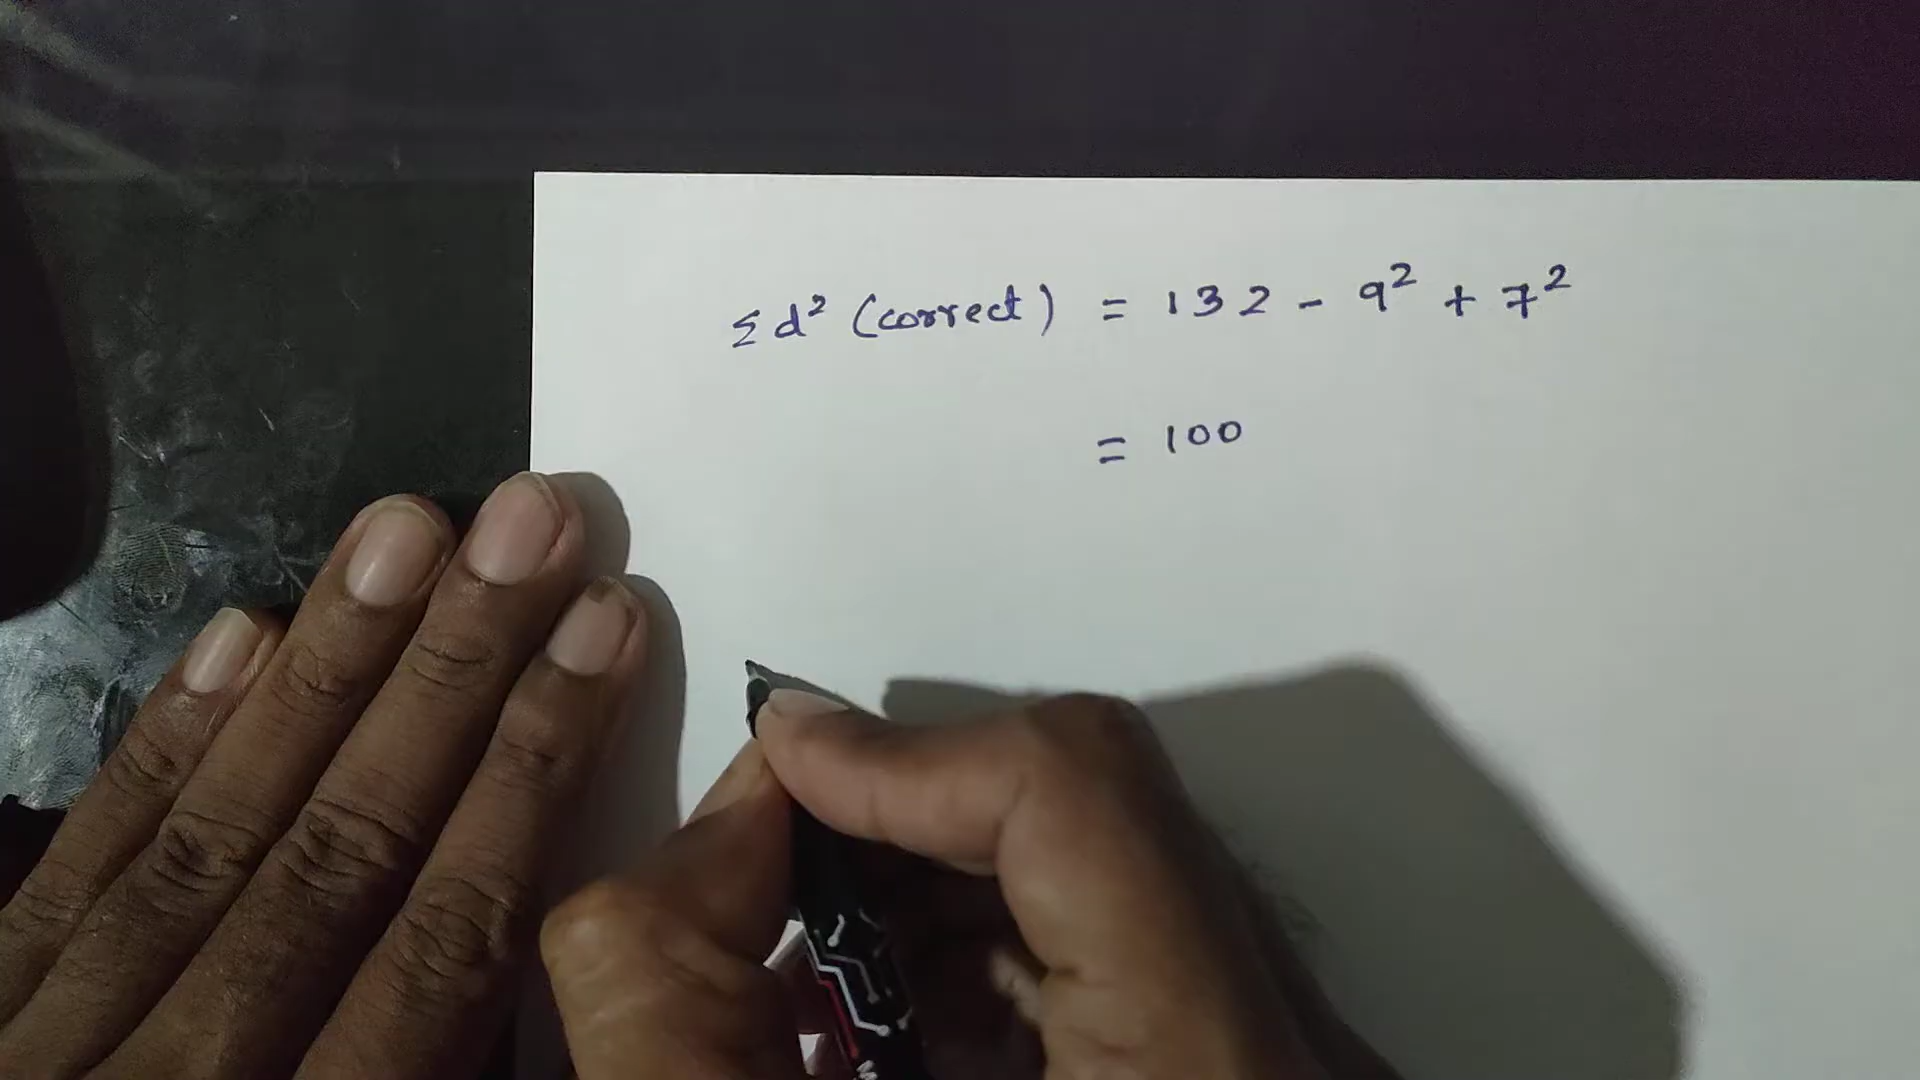 Σd² (correct) = 132 - 9² + 7²
= 100